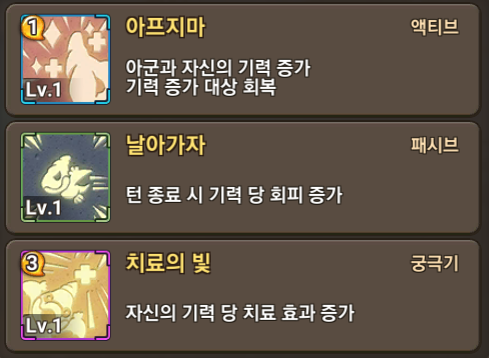 1
아프지마
액티브
아군과 자신의 기력 증가
기력 증가 대상 회복
Lv.1
날아가자
패시브
턴 종료 시 기력 당 회피 증가
Lv.1
3
치료의 빛
궁극기
자신의 기력 당 치료 효과 증가
Lv.1